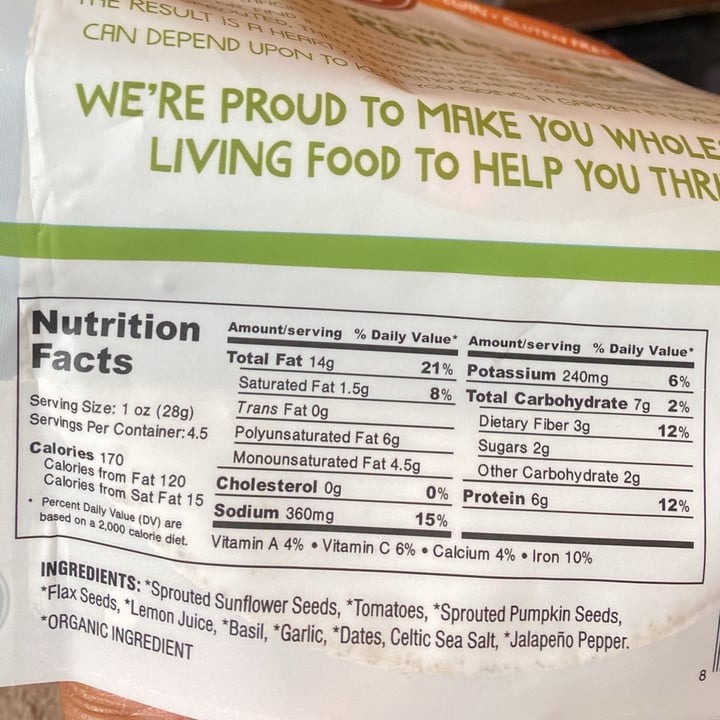 THE RESULT IS A HEAR
CAN DEPEND UPON TO
WE'RE PROUD TO MAKE YOU WHOLES
LIVING FOOD TO HELP YOU THRI
Nutrition
Facts
Serving Size: 1 oz (28g)
Servings Per Container: 4.5
Calories 170
Calories from Fat 120
Calories from Sat Fat 15
* Percent Daily Value (DV) are
based on a 2,000 calorie diet.
Amount/serving % Daily Value*
Total Fat 14g 21%
Saturated Fat 1.5g 8%
Trans Fat 0g
Polyunsaturated Fat 6g
Monounsaturated Fat 4.5g
Cholesterol 0g 0%
Sodium 360mg 15%
Amount/serving % Daily Value*
Potassium 240mg 6%
Total Carbohydrate 7g 2%
Dietary Fiber 3g 12%
Sugars 2g
Other Carbohydrate 2g
Protein 6g 12%
Vitamin A 4% • Vitamin C 6% • Calcium 4% • Iron 10%
INGREDIENTS: *Sprouted Sunflower Seeds, *Tomatoes, *Sprouted Pumpkin Seeds,
*Flax Seeds, *Lemon Juice, *Basil, *Garlic, *Dates, Celtic Sea Salt, *Jalapeño Pepper.
*ORGANIC INGREDIENT
8